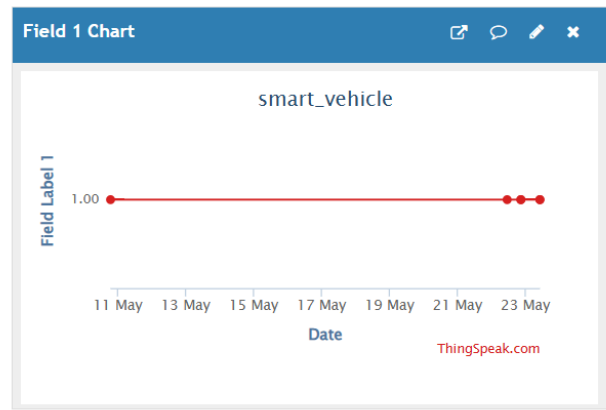 Field 1 Chart
smart_vehicle
Field Label 1
1.00
11 May 13 May 15 May 17 May 19 May 21 May 23 May
Date
ThingSpeak.com